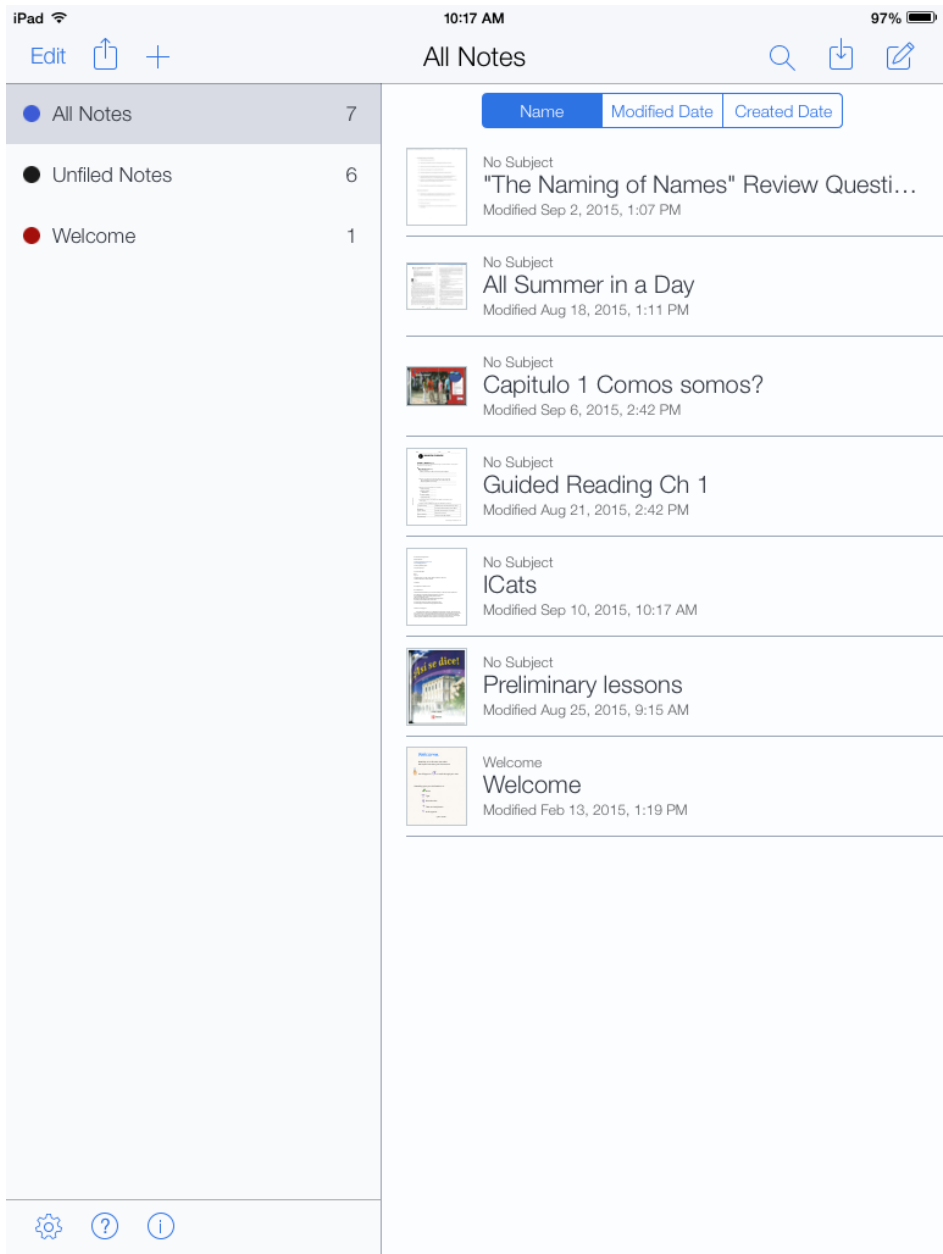 iPad 10:17 AM 97%
Edit All Notes
All Notes 7
Unfiled Notes 6
Welcome 1
Name Modified Date Created Date
No Subject
"The Naming of Names" Review Questi...
Modified Sep 2, 2015, 1:07 PM
No Subject
All Summer in a Day
Modified Aug 18, 2015, 1:11 PM
No Subject
Capitulo 1 Comos somos?
Modified Sep 6, 2015, 2:42 PM
No Subject
Guided Reading Ch 1
Modified Aug 21, 2015, 2:42 PM
No Subject
ICats
Modified Sep 10, 2015, 10:17 AM
¡Así se dice!
No Subject
Preliminary lessons
Modified Aug 25, 2015, 9:15 AM
Welcome
Welcome
Welcome
Modified Feb 13, 2015, 1:19 PM